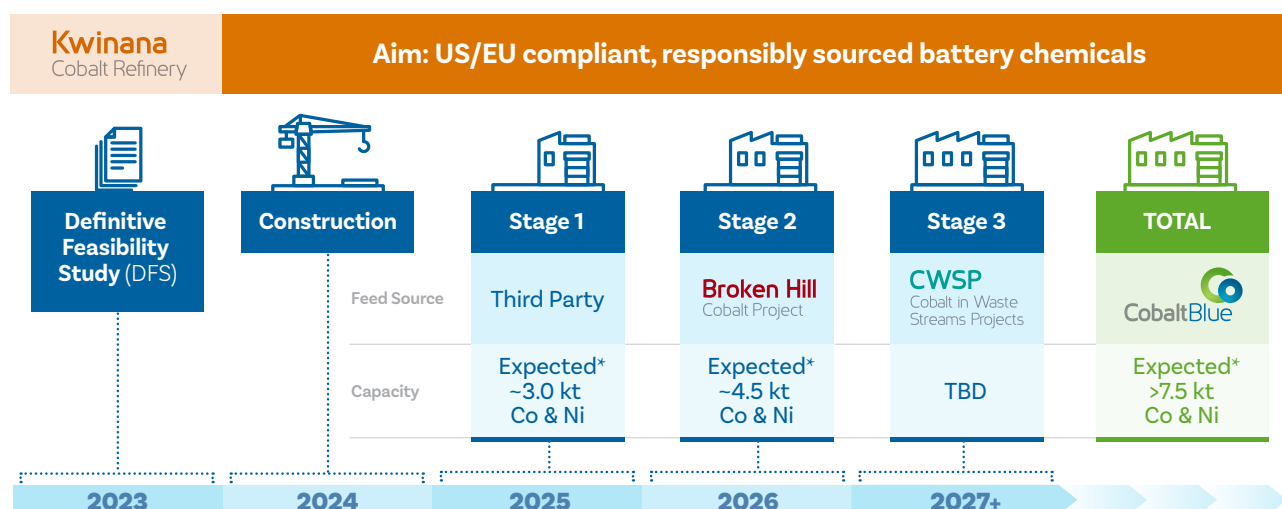 Kwinana
Cobalt Refinery
Aim: US/EU compliant, responsibly sourced battery chemicals
Definitive
Feasibility
Study (DFS)
Construction
Stage 1
Stage 2
Stage 3
TOTAL
Feed Source
Third Party
Broken Hill
Cobalt Project
CWSP
Cobalt in Waste
Streams Projects
CobaltBlue
Capacity
Expected*
~3.0 kt
Co & Ni
Expected*
~4.5 kt
Co & Ni
TBD
Expected*
>7.5 kt
Co & Ni
2023
2024
2025
2026
2027+